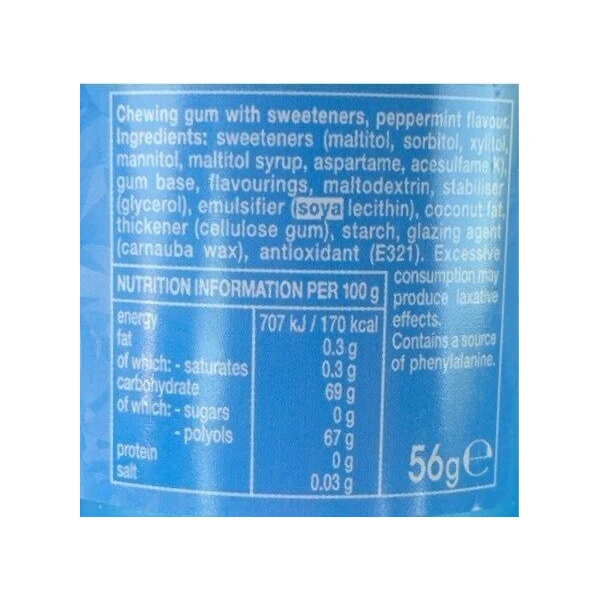 Chewing gum with sweeteners, peppermint flavour.
Ingredients: sweeteners (maltitol, sorbitol, xylitol,
mannitol, maltitol syrup, aspartame, acesulfame K),
gum base, flavourings, maltodextrin, stabiliser
(glycerol), emulsifier (soya lecithin), coconut fat,
thickener (cellulose gum), starch, glazing agent
(carnauba wax), antioxidant (E321). Excessive
consumption may
produce laxative
effects.
Contains a source
of phenylalanine.
NUTRITION INFORMATION PER 100 g
energy 707 kJ / 170 kcal
fat 0.3 g
of which: - saturates 0.3 g
carbohydrate 69 g
of which: - sugars 0 g
- polyols 67 g
protein 0 g
salt 0.03 g
56g℮